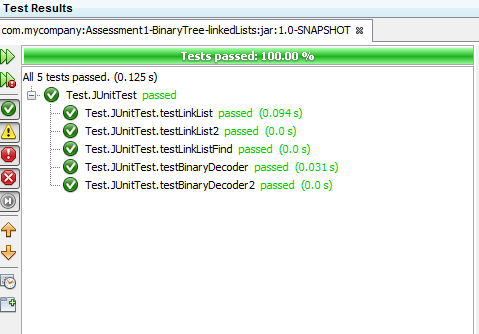 Test Results
com.mycompany:Assessment1-BinaryTree-linkedLists:jar:1.0-SNAPSHOT
Tests passed: 100.00 %
All 5 tests passed. (0.125 s)
Test.JUnitTest passed
Test.JUnitTest.testLinkList passed (0.094 s)
Test.JUnitTest.testLinkList2 passed (0.0 s)
Test.JUnitTest.testLinkListFind passed (0.0 s)
Test.JUnitTest.testBinaryDecoder passed (0.031 s)
Test.JUnitTest.testBinaryDecoder2 passed (0.0 s)